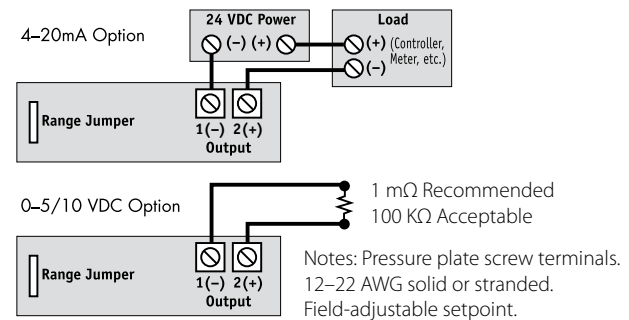 4–20mA Option
24 VDC Power
(–) (+)
Load
(+) (Controller,
Meter, etc.)
(–)
Range Jumper
1(–) 2(+)
Output
0–5/10 VDC Option
1 mΩ Recommended
100 KΩ Acceptable
Range Jumper
1(–) 2(+)
Output
Notes: Pressure plate screw terminals.
12–22 AWG solid or stranded.
Field-adjustable setpoint.